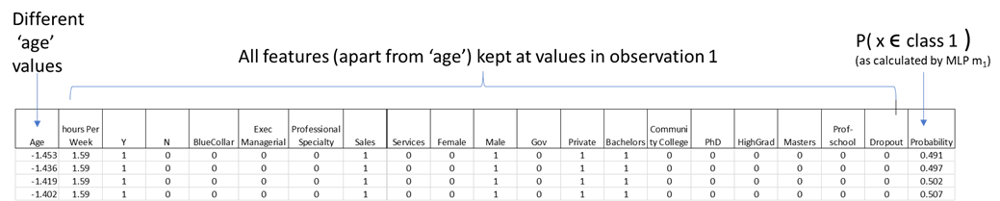 Different
‘age’
values
All features (apart from ‘age’) kept at values in observation 1
P( x ϵ class 1 )
(as calculated by MLP m₁)
Age hours Per Week Y N BlueCollar Exec Managerial Professional Specialty Sales Services Female Male Gov Private Bachelors Communi ty College PhD HighGrad Masters Prof-school Dropout Probability
-1.453 1.59 1 0 0 0 0 1 0 0 1 0 1 1 0 0 0 0 0 0 0.491
-1.436 1.59 1 0 0 0 0 1 0 0 1 0 1 1 0 0 0 0 0 0 0.497
-1.419 1.59 1 0 0 0 0 1 0 0 1 0 1 1 0 0 0 0 0 0 0.502
-1.402 1.59 1 0 0 0 0 1 0 0 1 0 1 1 0 0 0 0 0 0 0.507